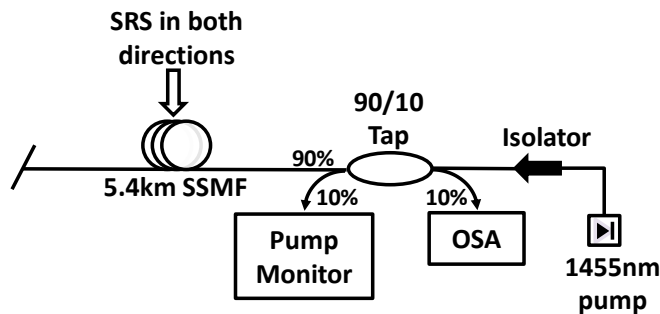 SRS in both
directions
90/10
Tap
Isolator
90%
5.4km SSMF
10%
10%
Pump
Monitor
OSA
1455nm
pump